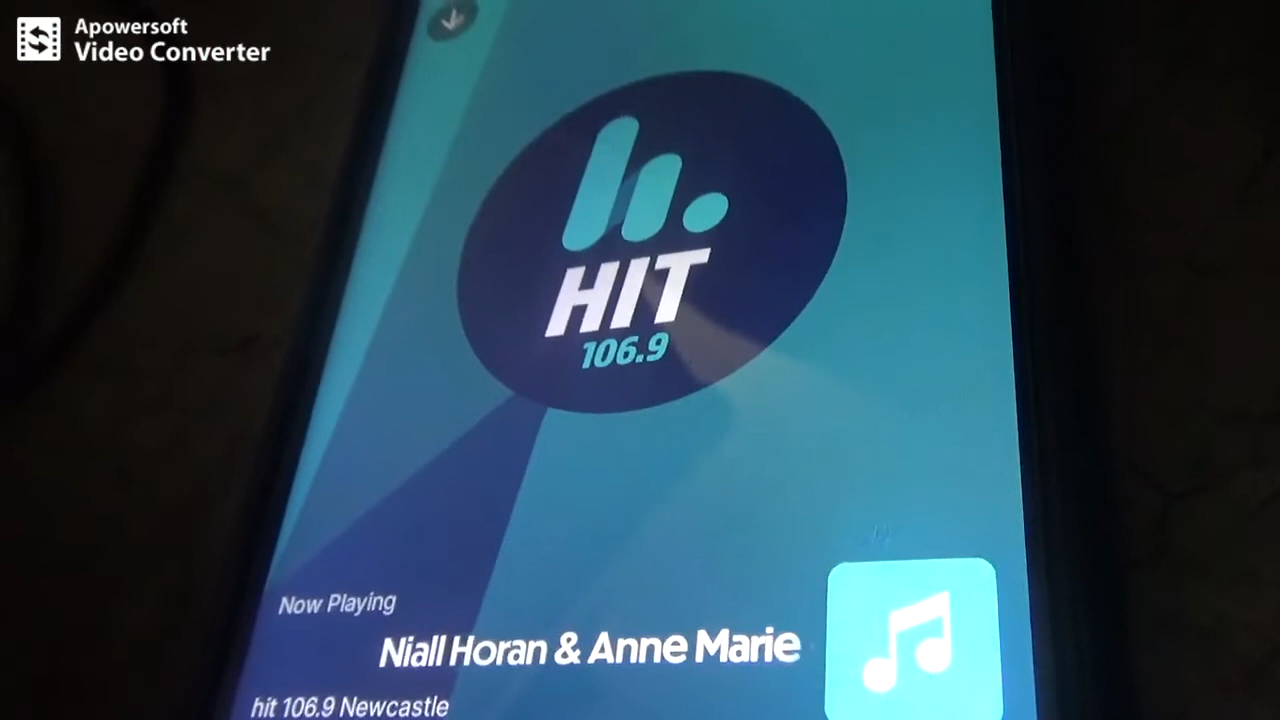 Apowersoft
Video Converter
h.
HIT
106.9
Now Playing
Niall Horan & Anne Marie
hit 106.9 Newcastle